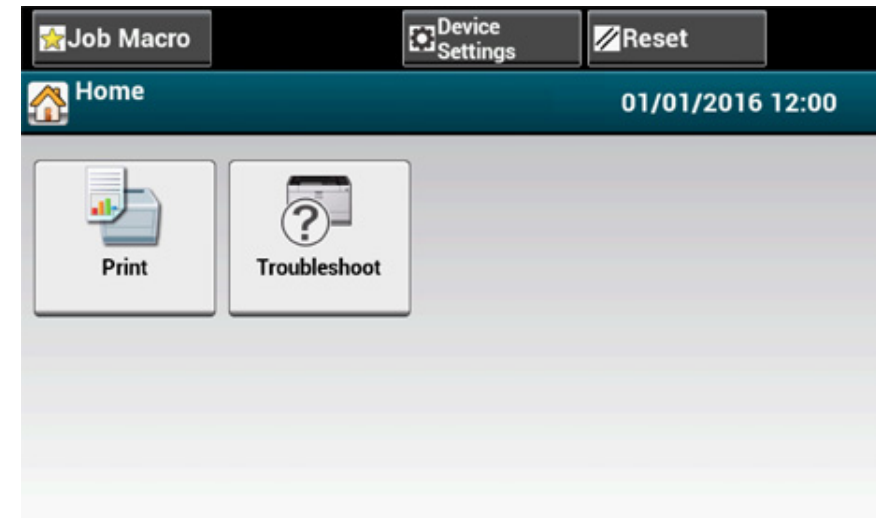 Job Macro
Device
Settings
Reset
Home
01/01/2016 12:00
Print
Troubleshoot